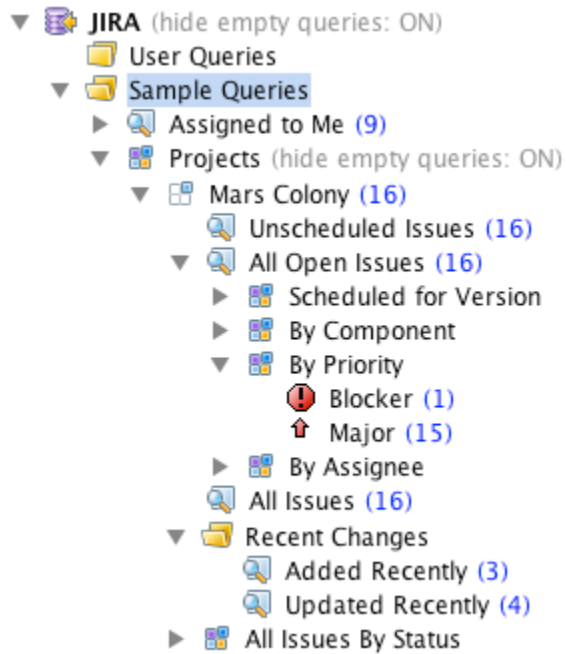 JIRA (hide empty queries: ON)
User Queries
Sample Queries
Assigned to Me (9)
Projects (hide empty queries: ON)
Mars Colony (16)
Unscheduled Issues (16)
All Open Issues (16)
Scheduled for Version
By Component
By Priority
Blocker (1)
Major (15)
By Assignee
All Issues (16)
Recent Changes
Added Recently (3)
Updated Recently (4)
All Issues By Status